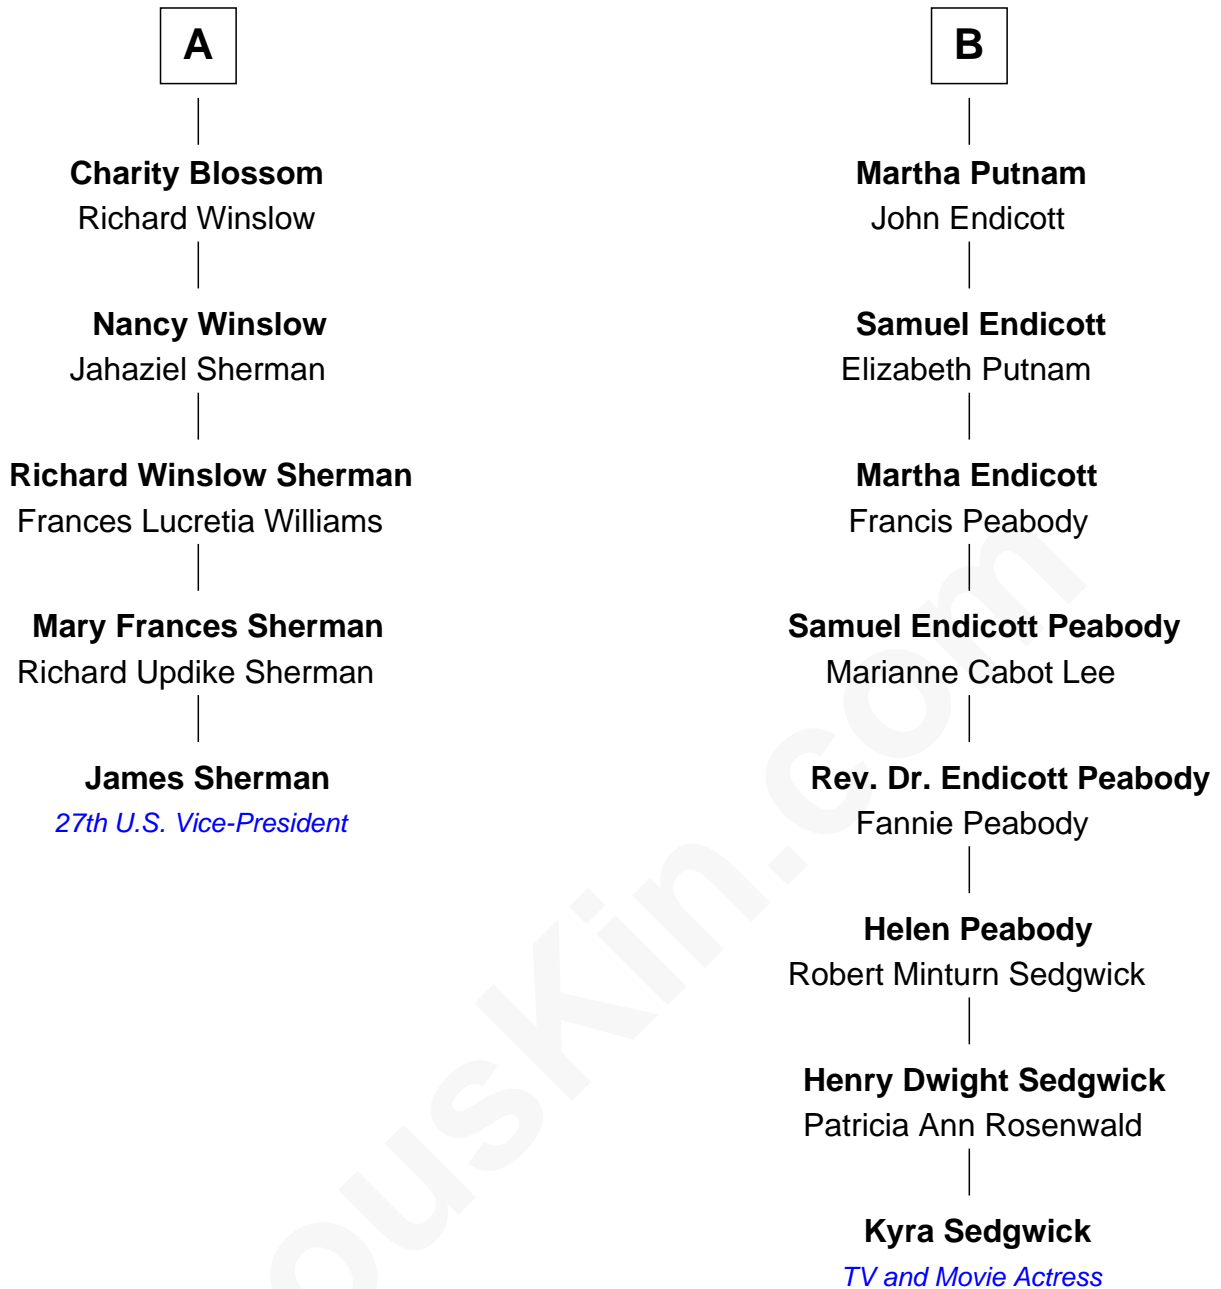 A
Charity Blossom
Richard Winslow
Nancy Winslow
Jahaziel Sherman
Richard Winslow Sherman
Frances Lucretia Williams
Mary Frances Sherman
Richard Updike Sherman
James Sherman
27th U.S. Vice-President
B
Martha Putnam
John Endicott
Samuel Endicott
Elizabeth Putnam
Martha Endicott
Francis Peabody
Samuel Endicott Peabody
Marianne Cabot Lee
Rev. Dr. Endicott Peabody
Fannie Peabody
Helen Peabody
Robert Minturn Sedgwick
Henry Dwight Sedgwick
Patricia Ann Rosenwald
Kyra Sedgwick
TV and Movie Actress
ousKin.com